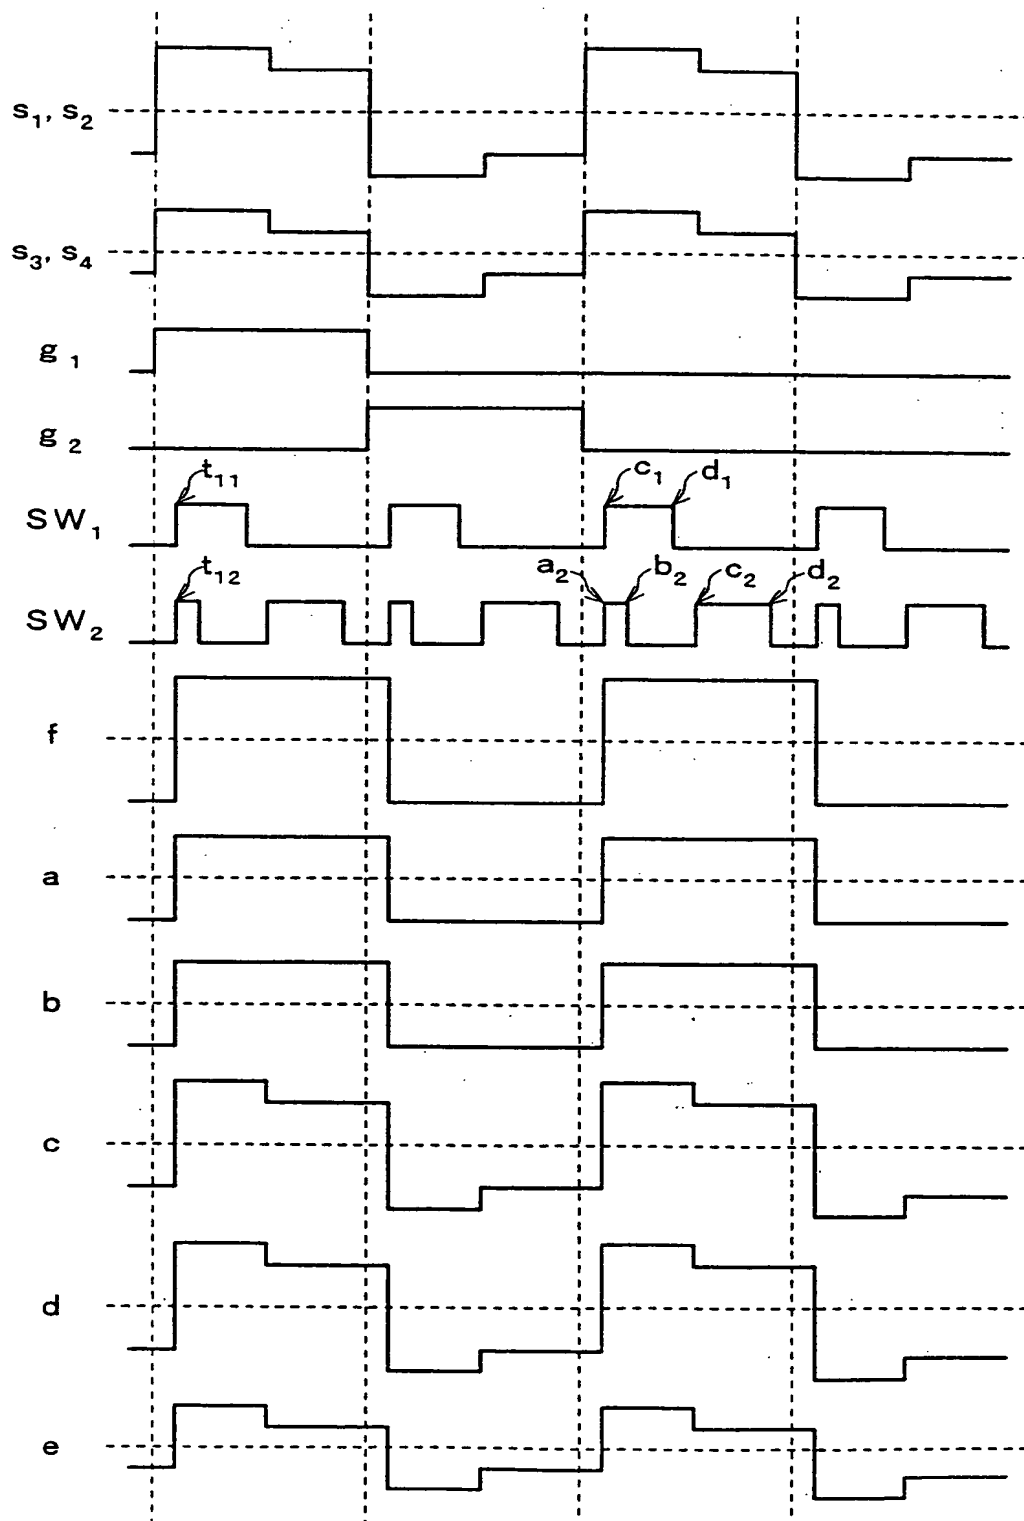 s₁, s₂
s₃, s₄
g₁
g₂
t₁₁
c₁ d₁
SW₁
t₁₂
a₂ b₂ c₂ d₂
SW₂
f
a
b
c
d
e